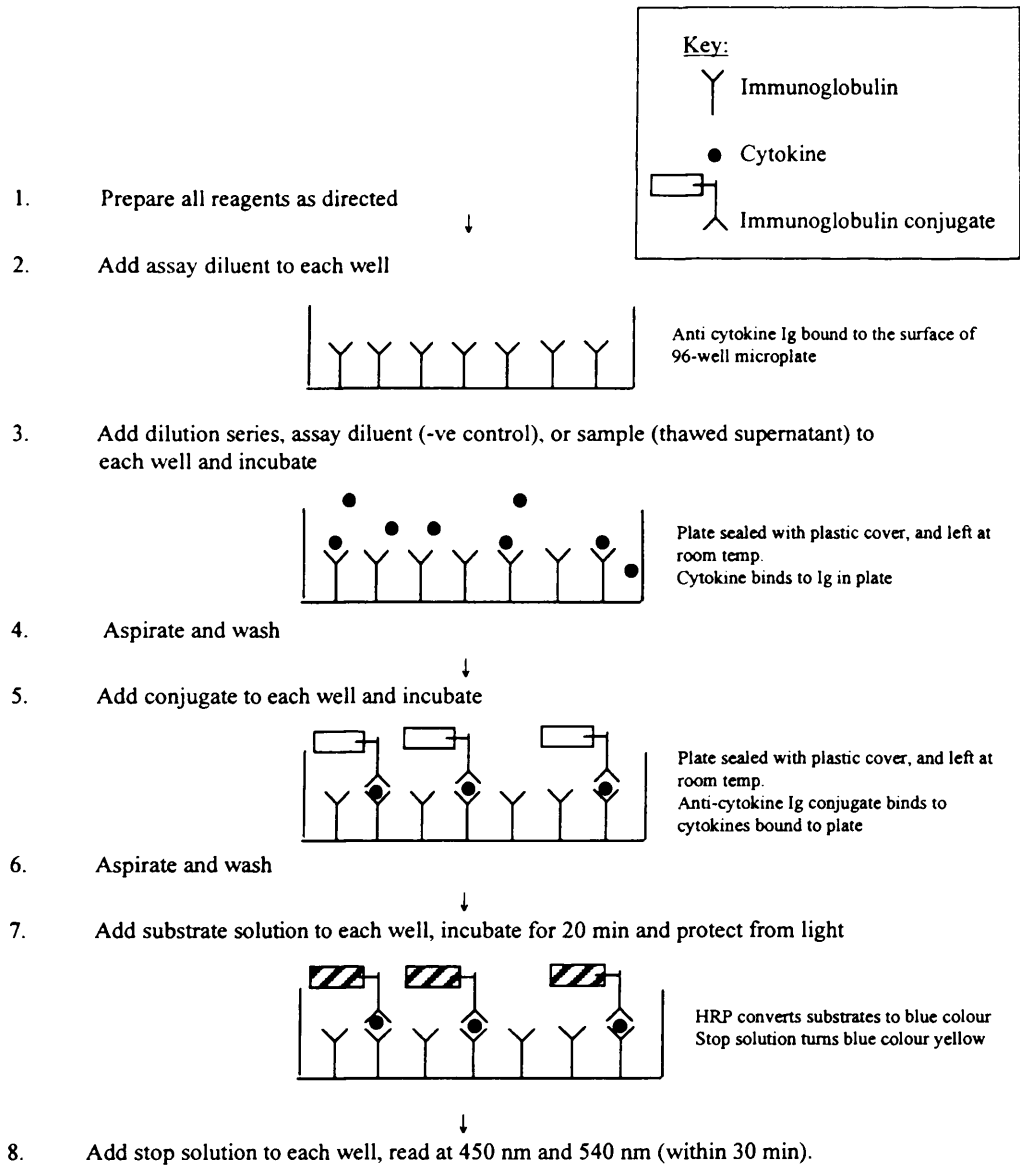 Key:
Immunoglobulin
Cytokine
Immunoglobulin conjugate
1. Prepare all reagents as directed
2. Add assay diluent to each well
Anti cytokine Ig bound to the surface of
96-well microplate
3. Add dilution series, assay diluent (-ve control), or sample (thawed supernatant) to
each well and incubate
Plate sealed with plastic cover, and left at
room temp.
Cytokine binds to Ig in plate
4. Aspirate and wash
5. Add conjugate to each well and incubate
Plate sealed with plastic cover, and left at
room temp.
Anti-cytokine Ig conjugate binds to
cytokines bound to plate
6. Aspirate and wash
7. Add substrate solution to each well, incubate for 20 min and protect from light
HRP converts substrates to blue colour
Stop solution turns blue colour yellow
8. Add stop solution to each well, read at 450 nm and 540 nm (within 30 min).